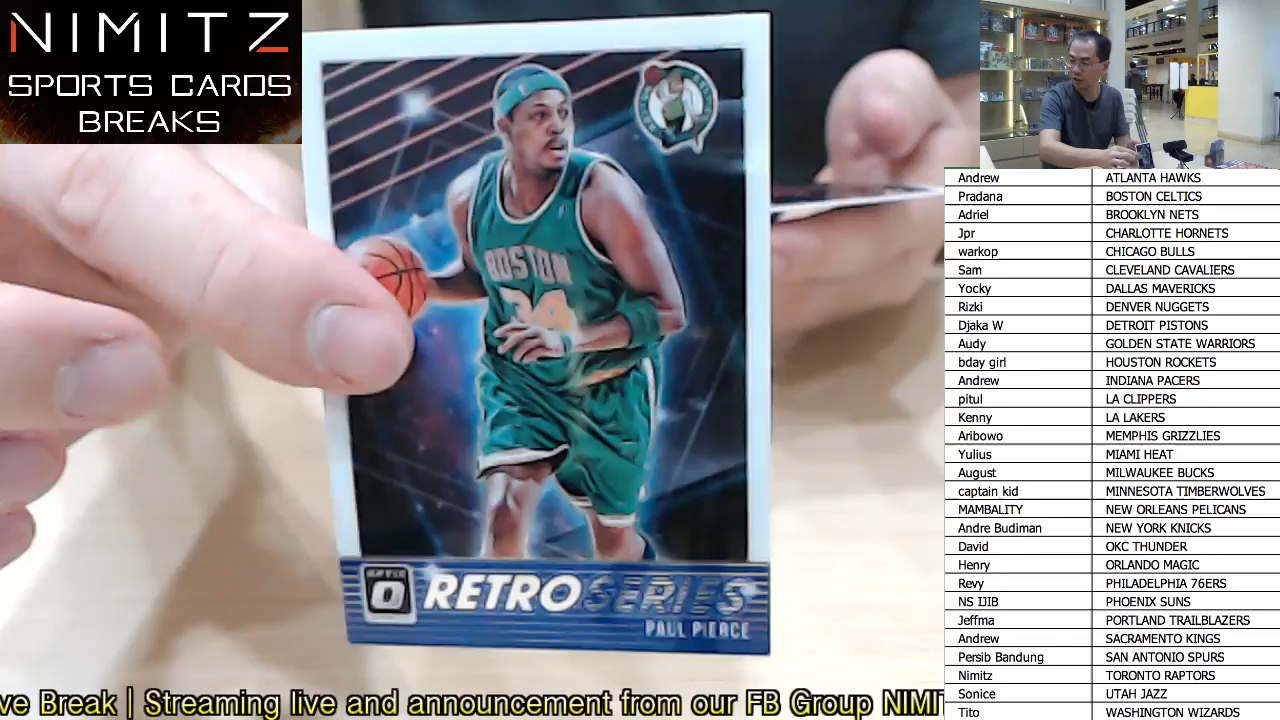 NIMITZ
SPORTS CARDS
BREAKS
BOSTON
34
OPTIC
RETRO SERIES
PAUL PIERCE
Andrew ATLANTA HAWKS
Pradana BOSTON CELTICS
Adriel BROOKLYN NETS
Jpr CHARLOTTE HORNETS
warkop CHICAGO BULLS
Sam CLEVELAND CAVALIERS
Yocky DALLAS MAVERICKS
Rizki DENVER NUGGETS
Djaka W DETROIT PISTONS
Audy GOLDEN STATE WARRIORS
bday girl HOUSTON ROCKETS
Andrew INDIANA PACERS
pitul LA CLIPPERS
Kenny LA LAKERS
Aribowo MEMPHIS GRIZZLIES
Yulius MIAMI HEAT
August MILWAUKEE BUCKS
captain kid MINNESOTA TIMBERWOLVES
MAMBALITY NEW ORLEANS PELICANS
Andre Budiman NEW YORK KNICKS
David OKC THUNDER
Henry ORLANDO MAGIC
Revy PHILADELPHIA 76ERS
NS IJIB PHOENIX SUNS
Jeffma PORTLAND TRAILBLAZERS
Andrew SACRAMENTO KINGS
Persib Bandung SAN ANTONIO SPURS
Nimitz TORONTO RAPTORS
Sonice UTAH JAZZ
Tito WASHINGTON WIZARDS
ve Break | Streaming live and announcement from our FB Group NIMI